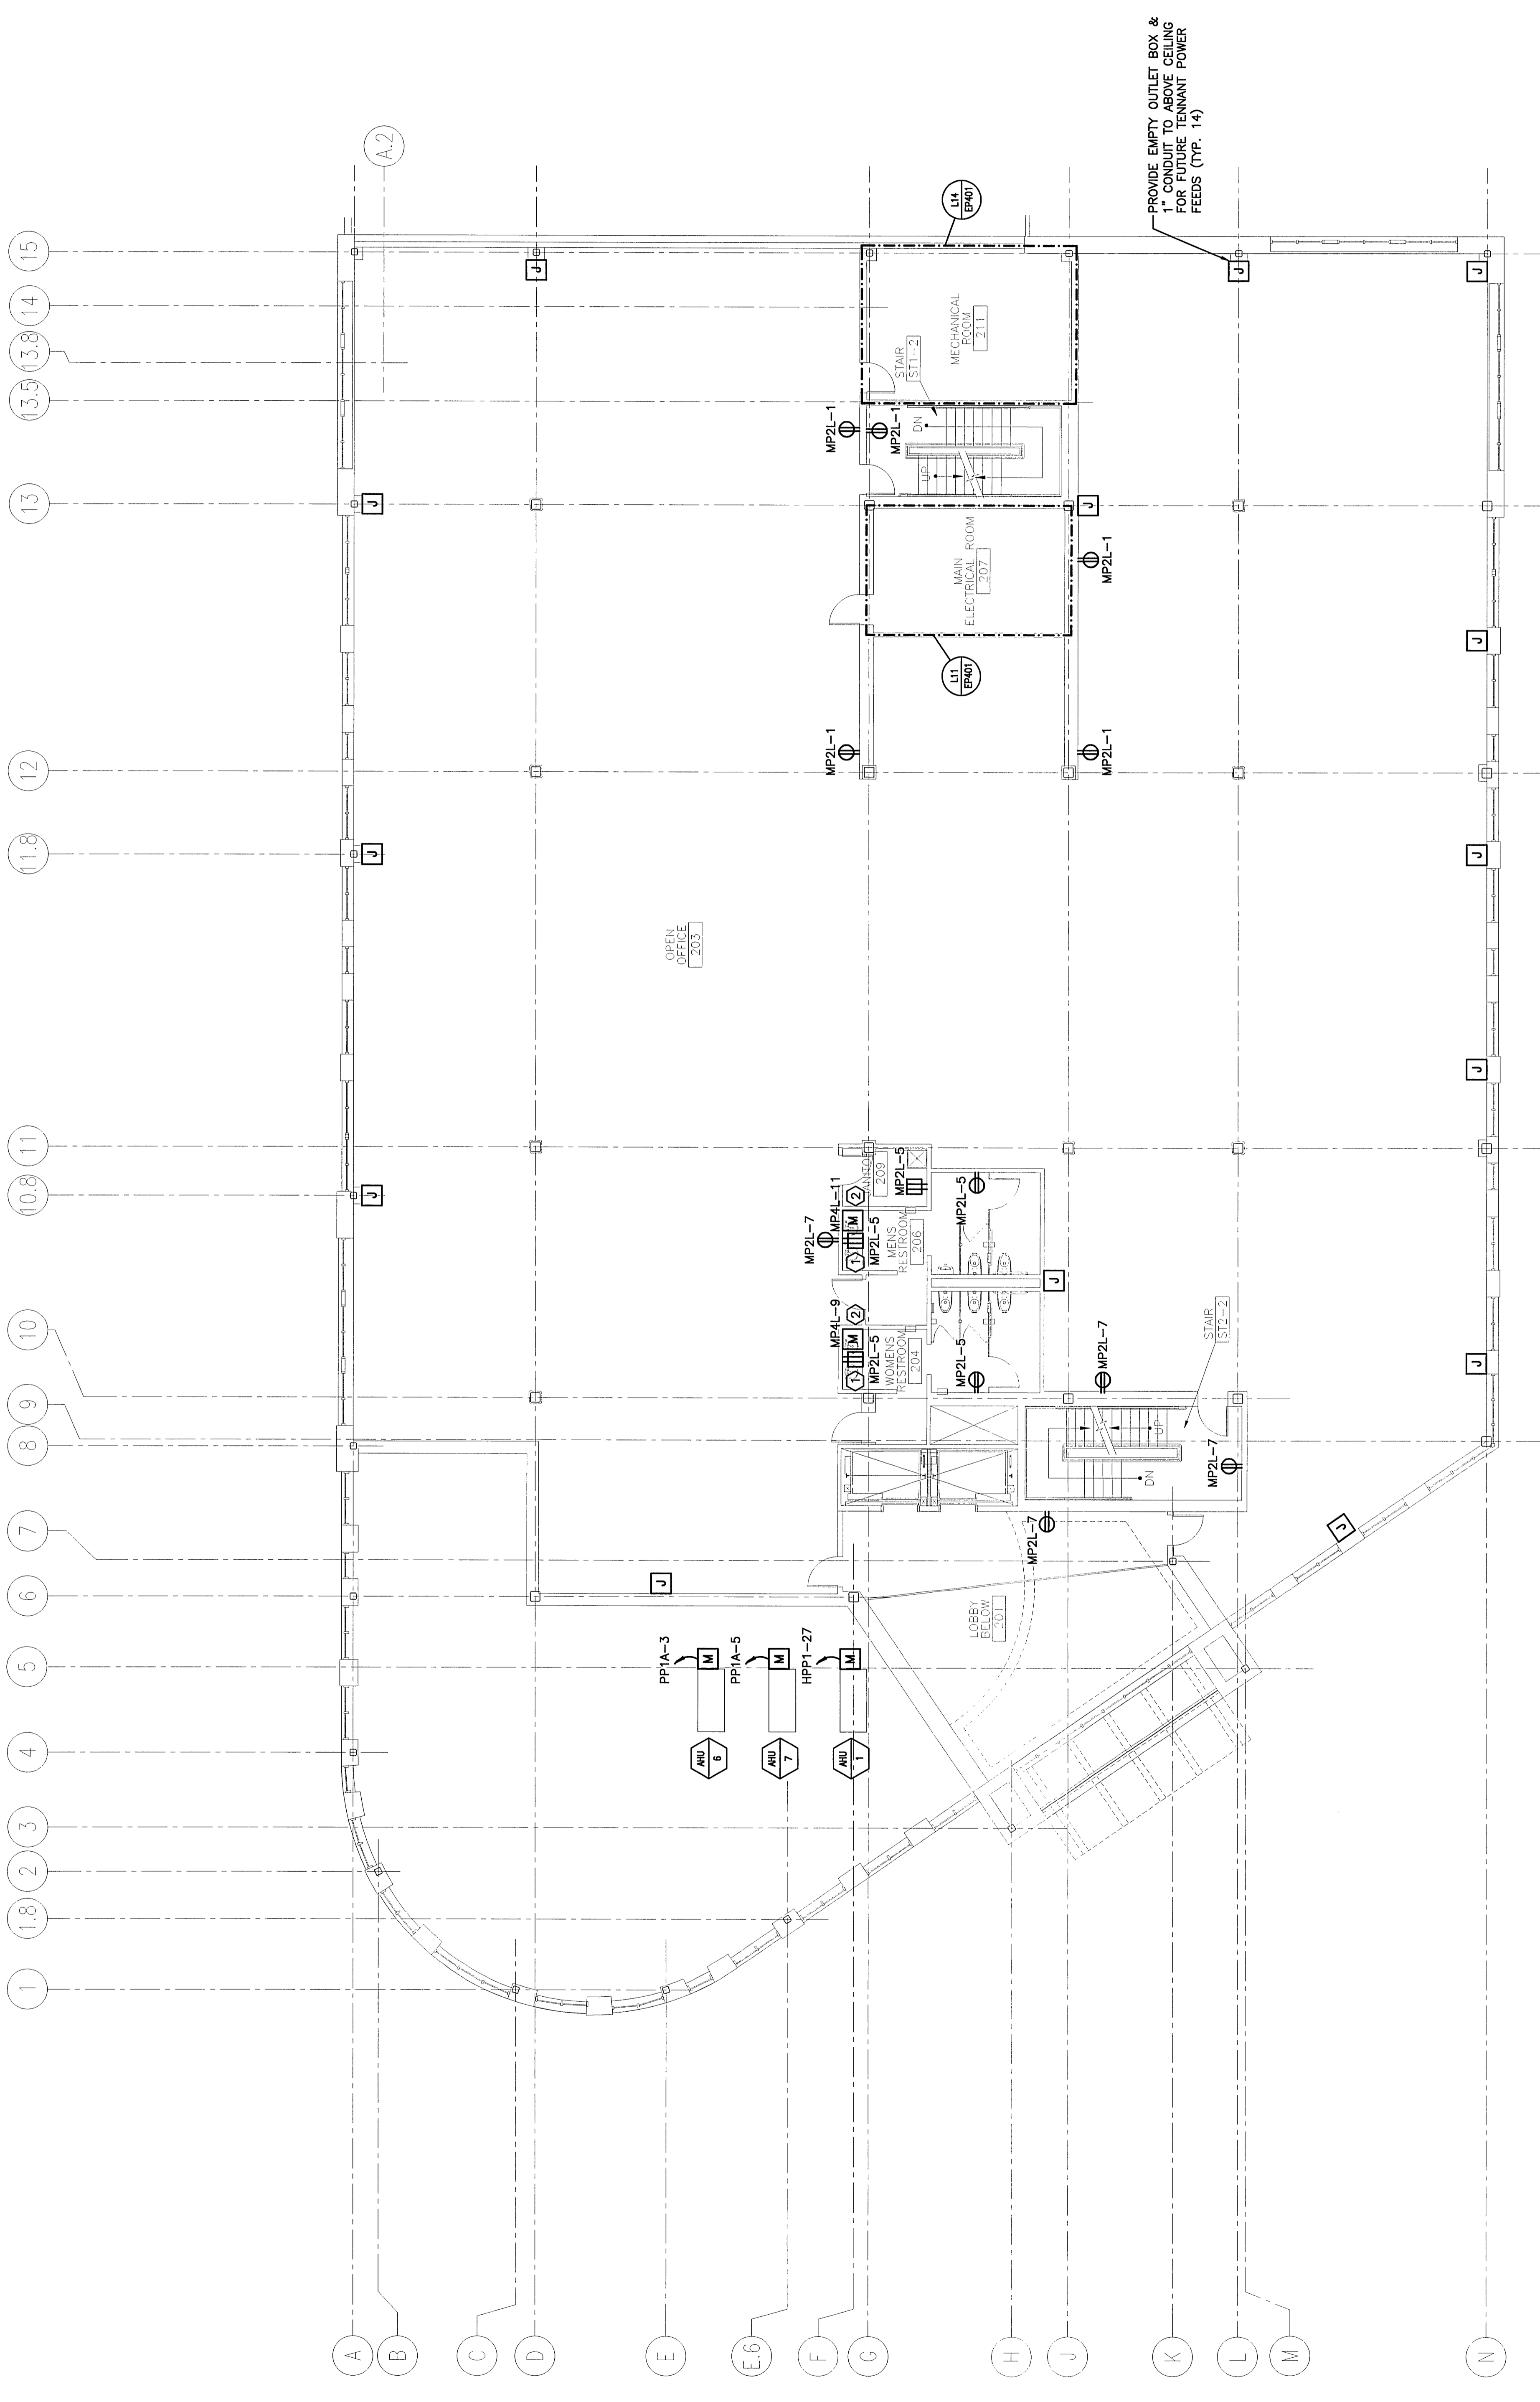 15
14
13.8
13.5
13
12
11.8
11
10.8
10
9
8
7
6
5
4
3
2
1.8
1
A.2
A
B
C
D
E
E.6
F
G
H
J
K
L
M
N
PROVIDE EMPTY OUTLET BOX &
1" CONDUIT TO ABOVE CEILING
FOR FUTURE TENNANT POWER
FEEDS (TYP. 14)
L14
EP401
MECHANICAL
ROOM
211
STAIR
ST1-2
DN
UP
MP2L-1
MP2L-1
MAIN
ELECTRICAL ROOM
207
L11
EP401
MP2L-1
MP2L-1
MP2L-1
OPEN
OFFICE
203
JANITOR
209
MP2L-5
MP4L-11
2
M
1
MP2L-7
MP2L-5
MENS
RESTROOM
206
MP2L-5
MP4L-9
2
M
1
MP2L-5
WOMENS
RESTROOM
204
MP2L-5
MP2L-7
STAIR
ST2-2
UP
DN
MP2L-7
MP2L-7
LOBBY
BELOW
201
PP1A-3
M
AHU
6
PP1A-5
M
AHU
7
HPP1-27
M
AHU
1
J
J
J
J
J
J
J
J
J
J
J
J
J
J